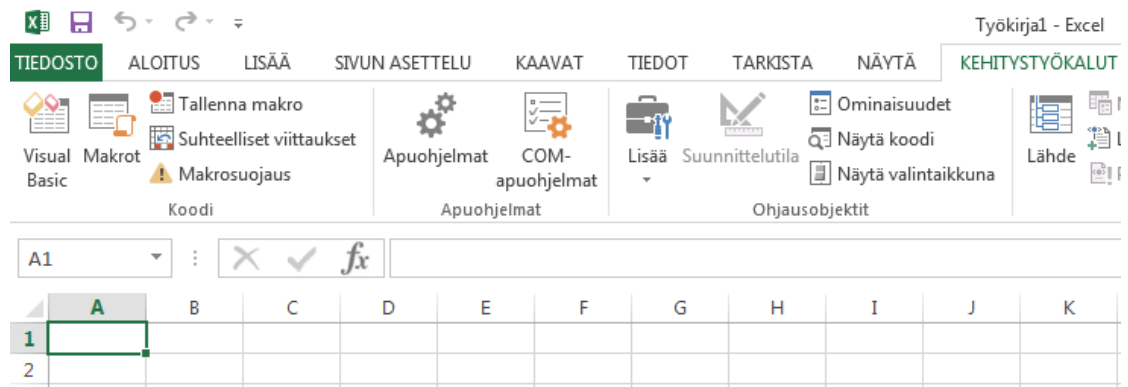 Työkirja1 - Excel
TIEDOSTO ALOITUS LISÄÄ SIVUN ASETTELU KAAVAT TIEDOT TARKISTA NÄYTÄ KEHITYSTYÖKALUT
Visual Basic
Makrot
Tallenna makro
Suhteelliset viittaukset
Makrosuojaus
Koodi
Apuohjelmat
COM-
apuohjelmat
Apuohjelmat
Lisää
Suunnittelutila
Ominaisuudet
Näytä koodi
Näytä valintaikkuna
Ohjausobjektit
Lähde
A1
fx
A B C D E F G H I J K
1
2